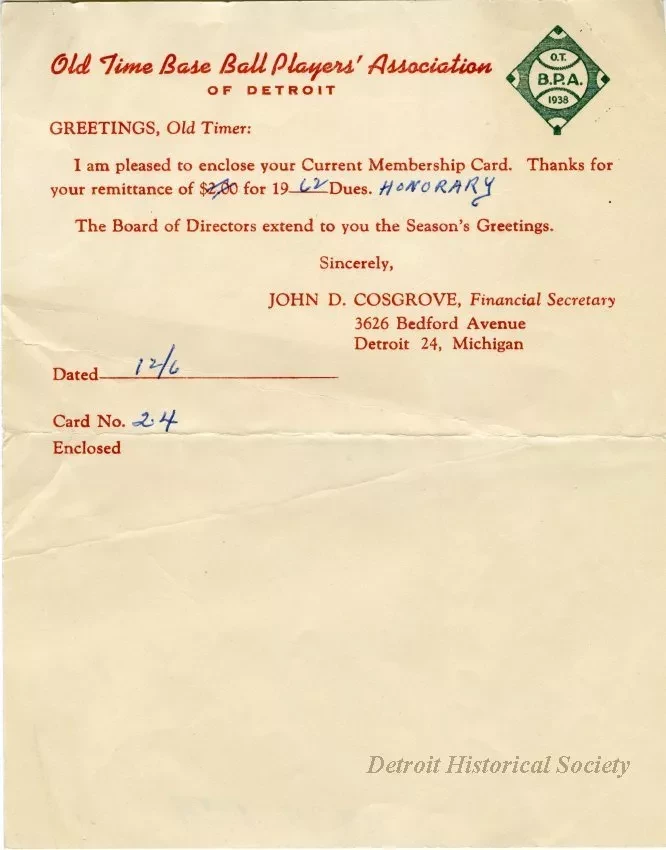 Old Time Base Ball Players' Association
OF DETROIT
O.T.
B.P.A.
1938
GREETINGS, Old Timer:
I am pleased to enclose your Current Membership Card. Thanks for
your remittance of $2.00 for 1962 Dues. HONORARY
The Board of Directors extend to you the Season's Greetings.
Sincerely,
JOHN D. COSGROVE, Financial Secretary
3626 Bedford Avenue
Detroit 24, Michigan
Dated 12/6
Card No. 24
Enclosed
Detroit Historical Society